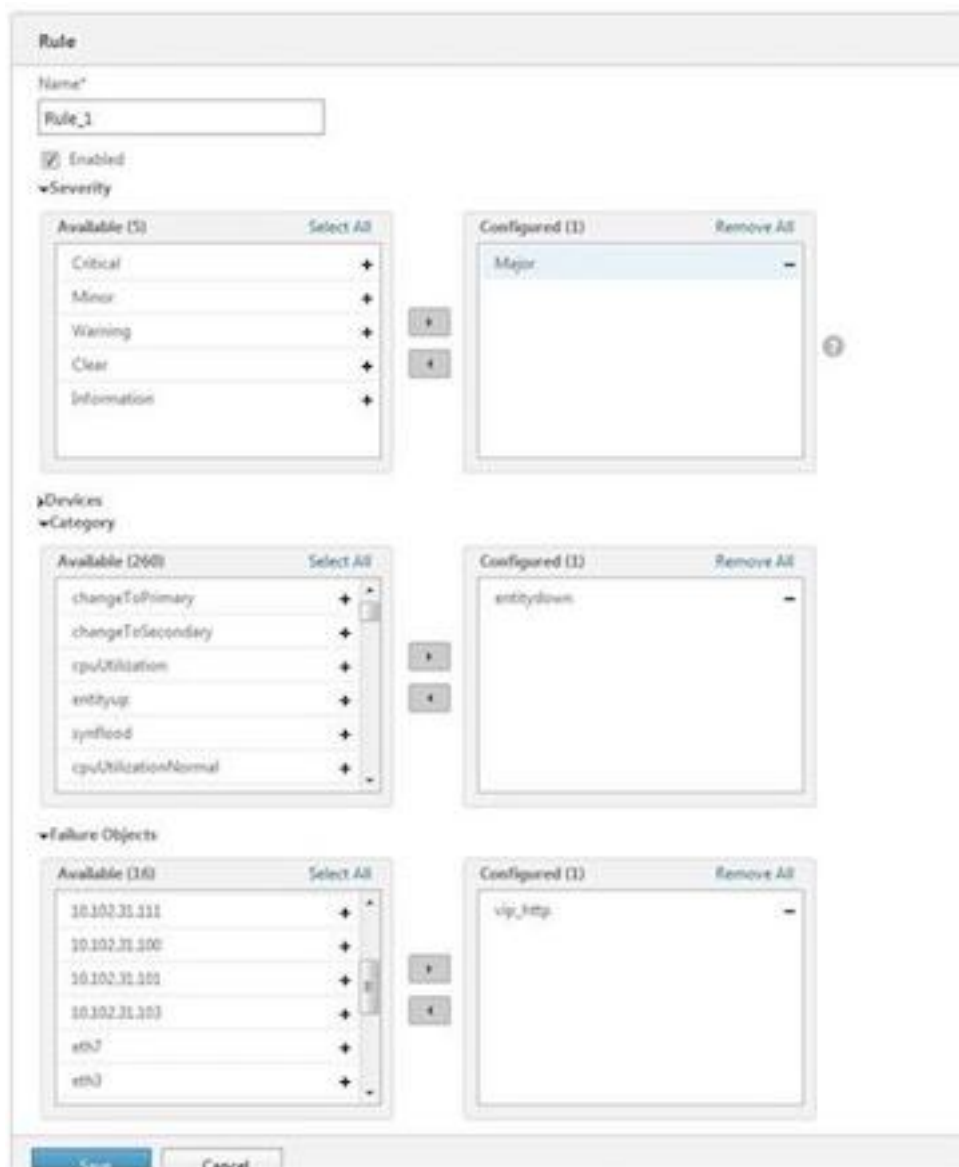 Rule
Name*
Rule_1
Enabled
Severity
Available (5) Select All
Critical
Minor
Warning
Clear
Information
Configured (1) Remove All
Major
?
Devices
Category
Available (260) Select All
changeToPrimary
changeToSecondary
cpuUtilization
entityup
synflood
cpuUtilizationNormal
Configured (1) Remove All
entitydown
Failure Objects
Available (16) Select All
10.102.31.111
10.102.31.100
10.102.31.101
10.102.31.103
eth7
eth3
Configured (1) Remove All
vip_http
Save Cancel